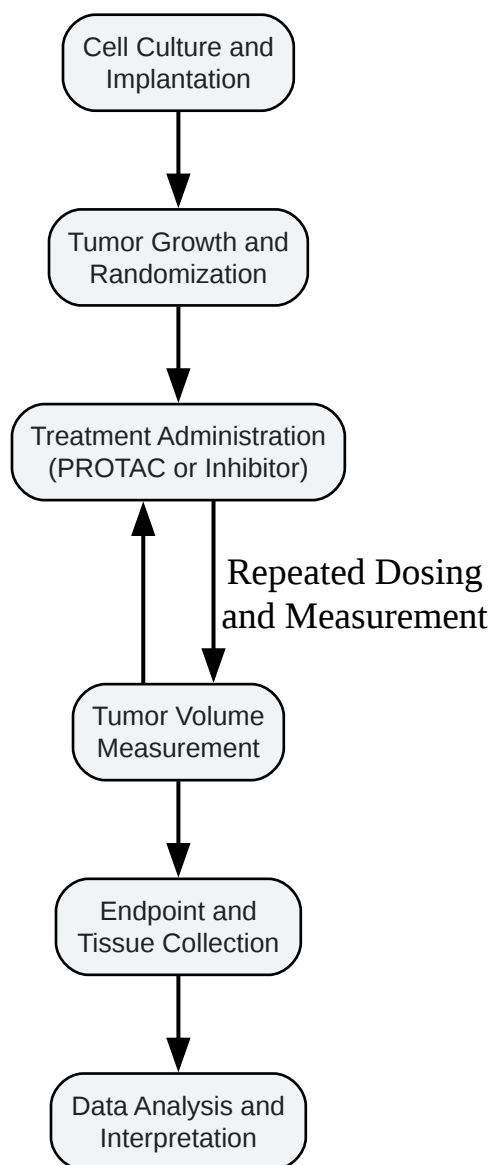 Cell Culture and
Implantation
Tumor Growth and
Randomization
Treatment Administration
(PROTAC or Inhibitor)
Repeated Dosing
and Measurement
Tumor Volume
Measurement
Endpoint and
Tissue Collection
Data Analysis and
Interpretation